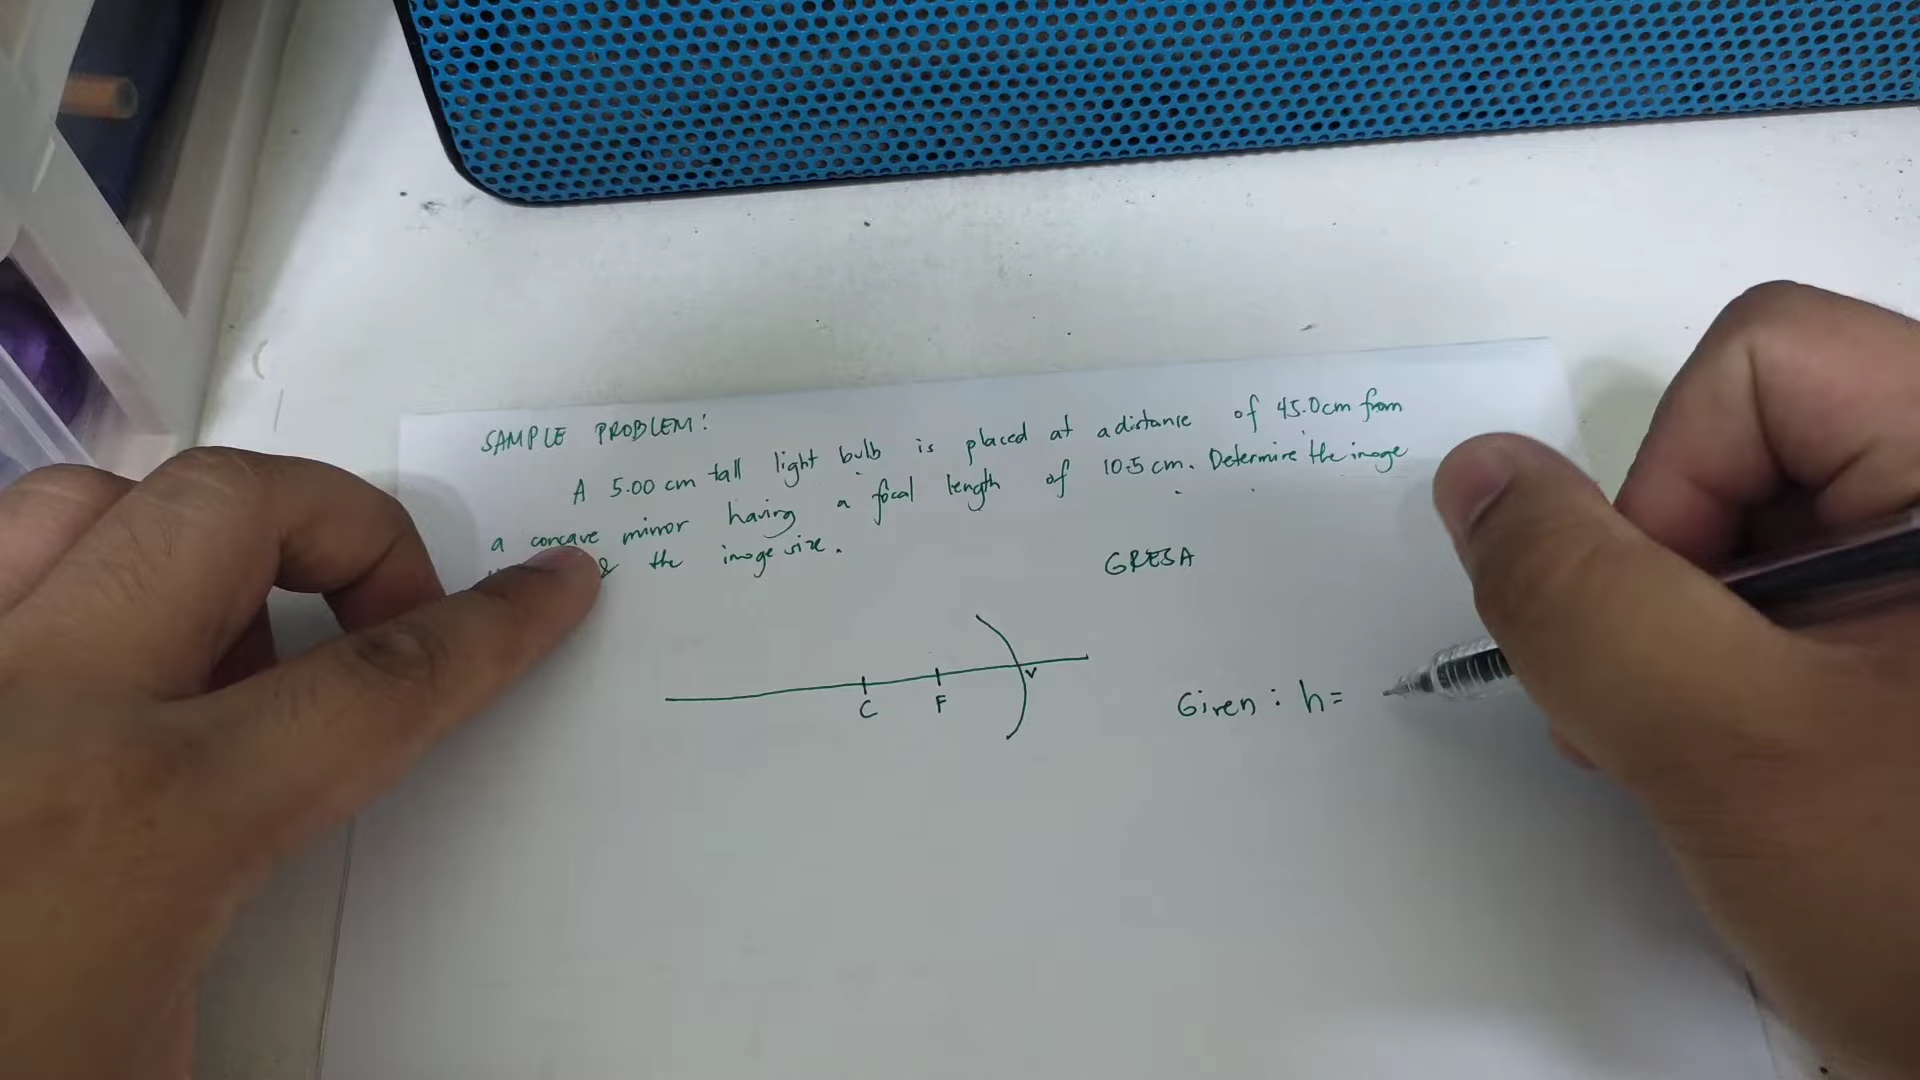 SAMPLE PROBLEM:
A 5.00 cm tall light bulb is placed at a distance of 45.0cm from
a concave mirror having a focal length of 10.5 cm. Determine the image
& the image size.
GRESA
C F V
Given : h=